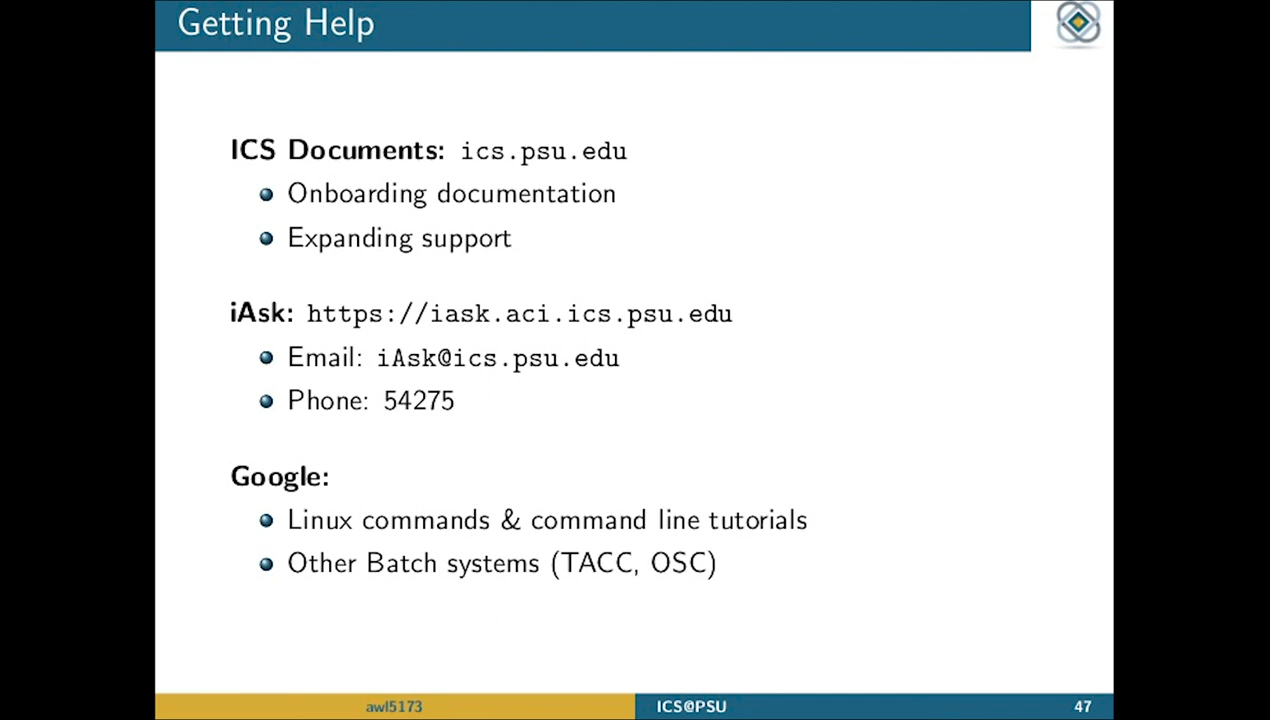 Getting Help
ICS Documents: ics.psu.edu
Onboarding documentation
Expanding support
iAsk: https://iask.aci.ics.psu.edu
Email: iAsk@ics.psu.edu
Phone: 54275
Google:
Linux commands & command line tutorials
Other Batch systems (TACC, OSC)
awl5173 ICS@PSU 47